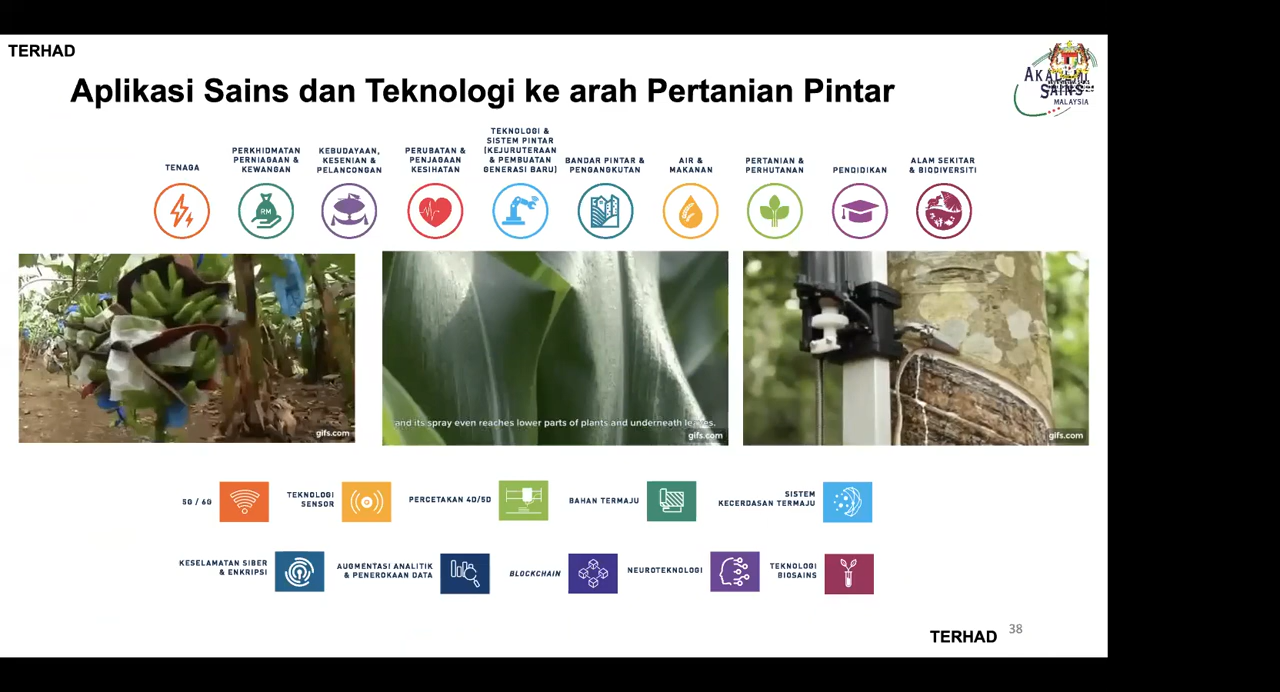 TERHAD
Aplikasi Sains dan Teknologi ke arah Pertanian Pintar
AKADEMI
SAINS
MALAYSIA
TENAGA
PERKHIDMATAN
PERNIAGAAN &
KEWANGAN
KEBUDAYAAN,
KESENIAN &
PELANCONGAN
PERUBATAN &
PENJAGAAN
KESIHATAN
TEKNOLOGI &
SISTEM PINTAR
(KEJURUTERAAN
& PEMBUATAN
GENERASI BARU)
BANDAR PINTAR &
PENGANGKUTAN
AIR &
MAKANAN
PERTANIAN &
PERHUTANAN
PENDIDIKAN
ALAM SEKITAR
& BIODIVERSITI
RM
gifs.com
and its spray even reaches lower parts of plants and underneath leaves.
gifs.com
gifs.com
5G / 6G
TEKNOLOGI
SENSOR
PERCETAKAN 4D/5D
BAHAN TERMAJU
SISTEM
KECERDASAN TERMAJU
KESELAMATAN SIBER
& ENKRIPSI
AUGMENTASI ANALITIK
& PENEROKAAN DATA
BLOCKCHAIN
NEUROTEKNOLOGI
TEKNOLOGI
BIOSAINS
TERHAD
38